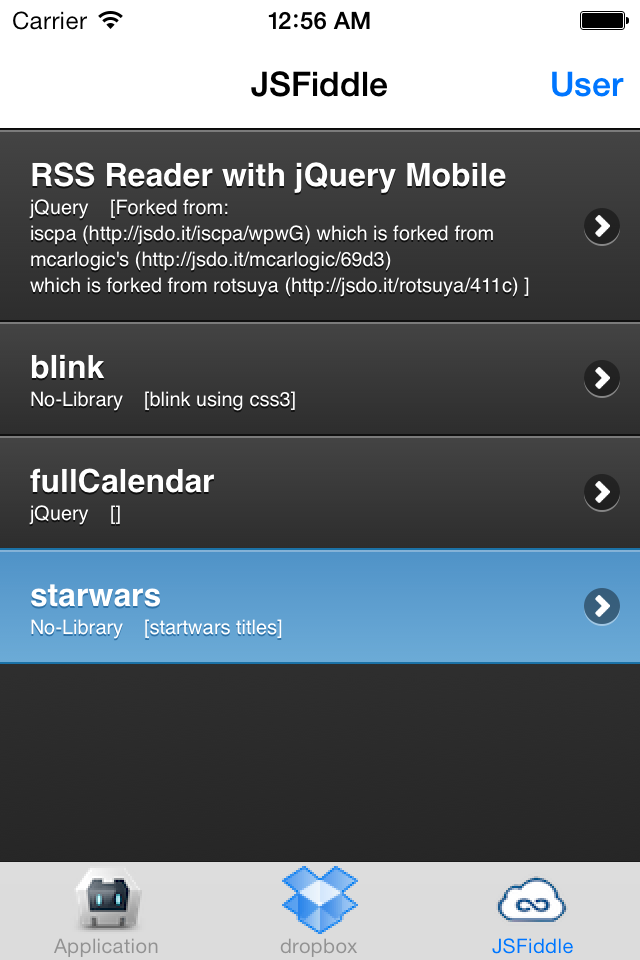 Carrier 12:56 AM
JSFiddle User
RSS Reader with jQuery Mobile
jQuery [Forked from:
iscpa (http://jsdo.it/iscpa/wpwG) which is forked from
mcarlogic's (http://jsdo.it/mcarlogic/69d3)
which is forked from rotsuya (http://jsdo.it/rotsuya/411c) ]
blink
No-Library [blink using css3]
fullCalendar
jQuery []
starwars
No-Library [startwars titles]
Application dropbox JSFiddle